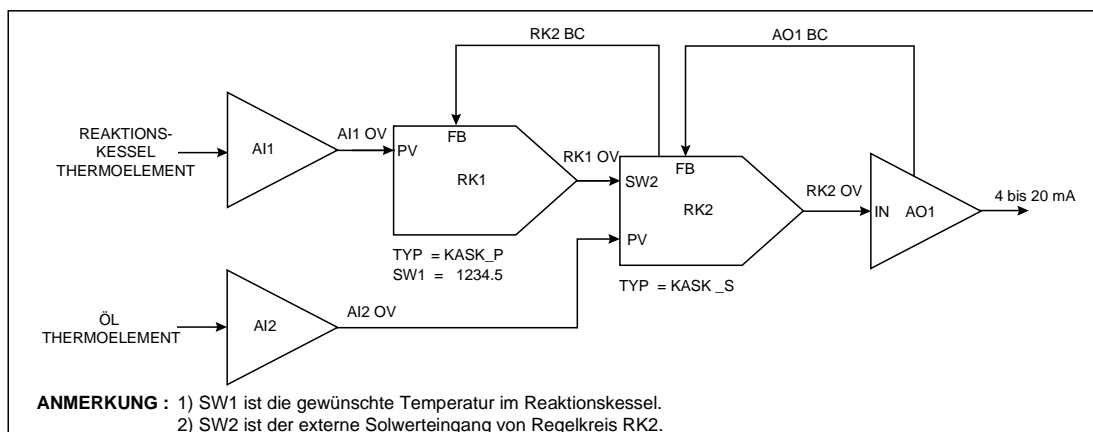 RK2 BC
AO1 BC
REAKTIONS-
KESSEL
THERMOELEMENT
AI1
AI1 OV
PV
FB
RK1
RK1 OV
SW2
FB
RK2
PV
RK2 OV
IN
AO1
4 bis 20 mA
TYP = KASK_P
SW1 = 1234.5
TYP = KASK _S
ÖL
THERMOELEMENT
AI2
AI2 OV
ANMERKUNG : 1) SW1 ist die gewünschte Temperatur im Reaktionskessel.
2) SW2 ist der externe Solwerteingang von Regelkreis RK2.